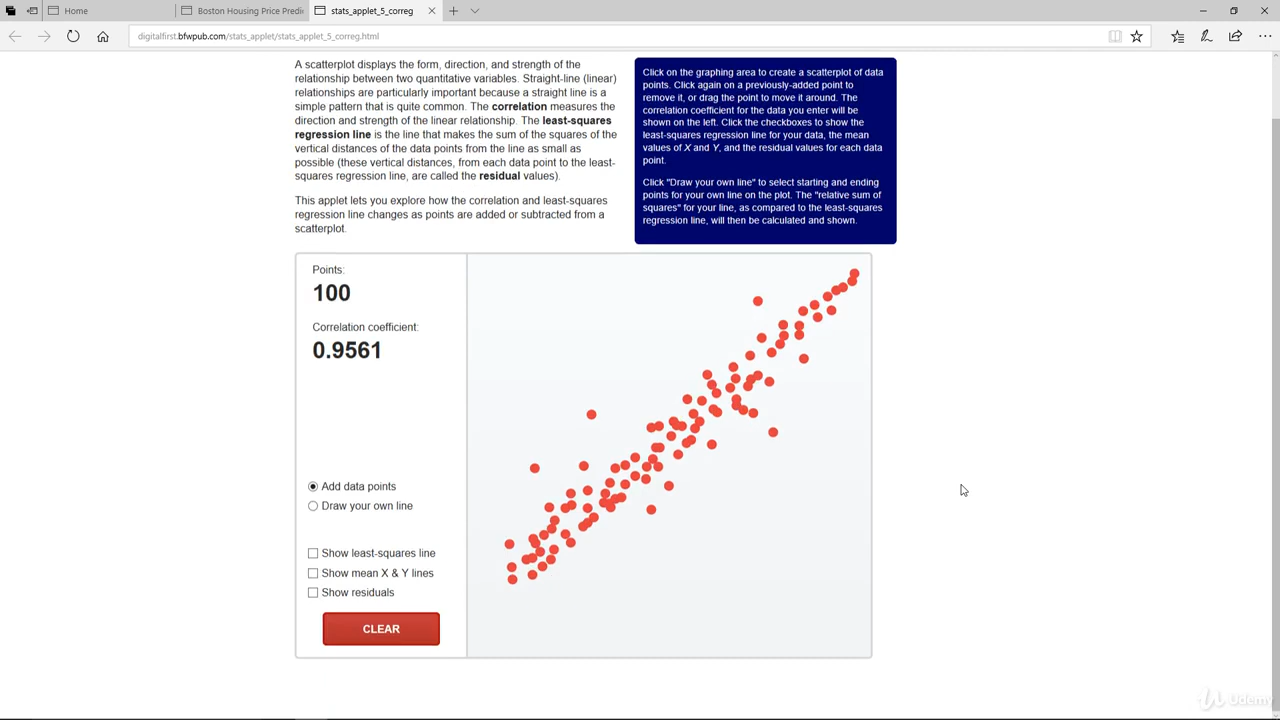 Home
Boston Housing Price Predi
stats_applet_5_correg
digitalfirst.bfwpub.com/stats_applet/stats_applet_5_correg.html
A scatterplot displays the form, direction, and strength of the
relationship between two quantitative variables. Straight-line (linear)
relationships are particularly important because a straight line is a
simple pattern that is quite common. The correlation measures the
direction and strength of the linear relationship. The least-squares
regression line is the line that makes the sum of the squares of the
vertical distances of the data points from the line as small as
possible (these vertical distances, from each data point to the least-
squares regression line, are called the residual values).
This applet lets you explore how the correlation and least-squares
regression line changes as points are added or subtracted from a
scatterplot.
Click on the graphing area to create a scatterplot of data
points. Click again on a previously-added point to
remove it, or drag the point to move it around. The
correlation coefficient for the data you enter will be
shown on the left. Click the checkboxes to show the
least-squares regression line for your data, the mean
values of X and Y, and the residual values for each data
point.
Click "Draw your own line" to select starting and ending
points for your own line on the plot. The "relative sum of
squares" for your line, as compared to the least-squares
regression line, will then be calculated and shown.
Points:
100
Correlation coefficient:
0.9561
Add data points
Draw your own line
Show least-squares line
Show mean X & Y lines
Show residuals
CLEAR
Udemy